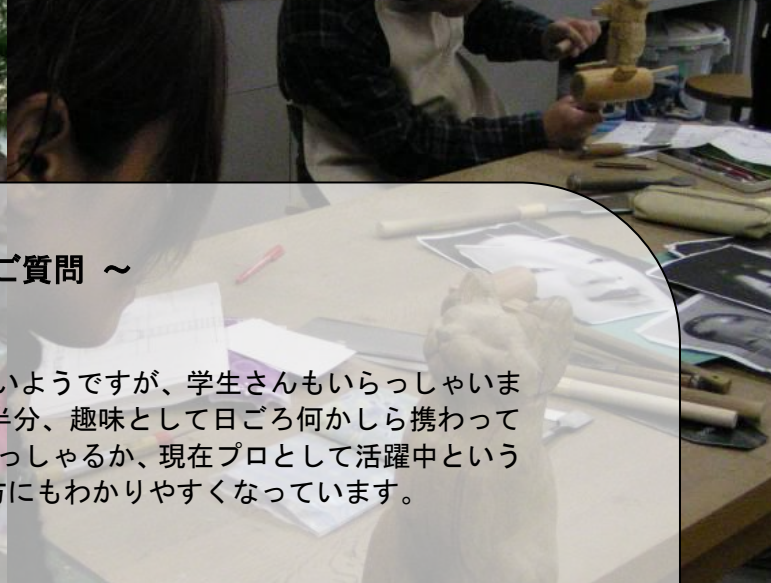 ご質問 ～
いようですが、学生さんもいらっしゃいま
半分、趣味として日ごろ何かしら携わって
っしゃるか、現在プロとして活躍中という
方にもわかりやすくなっています。